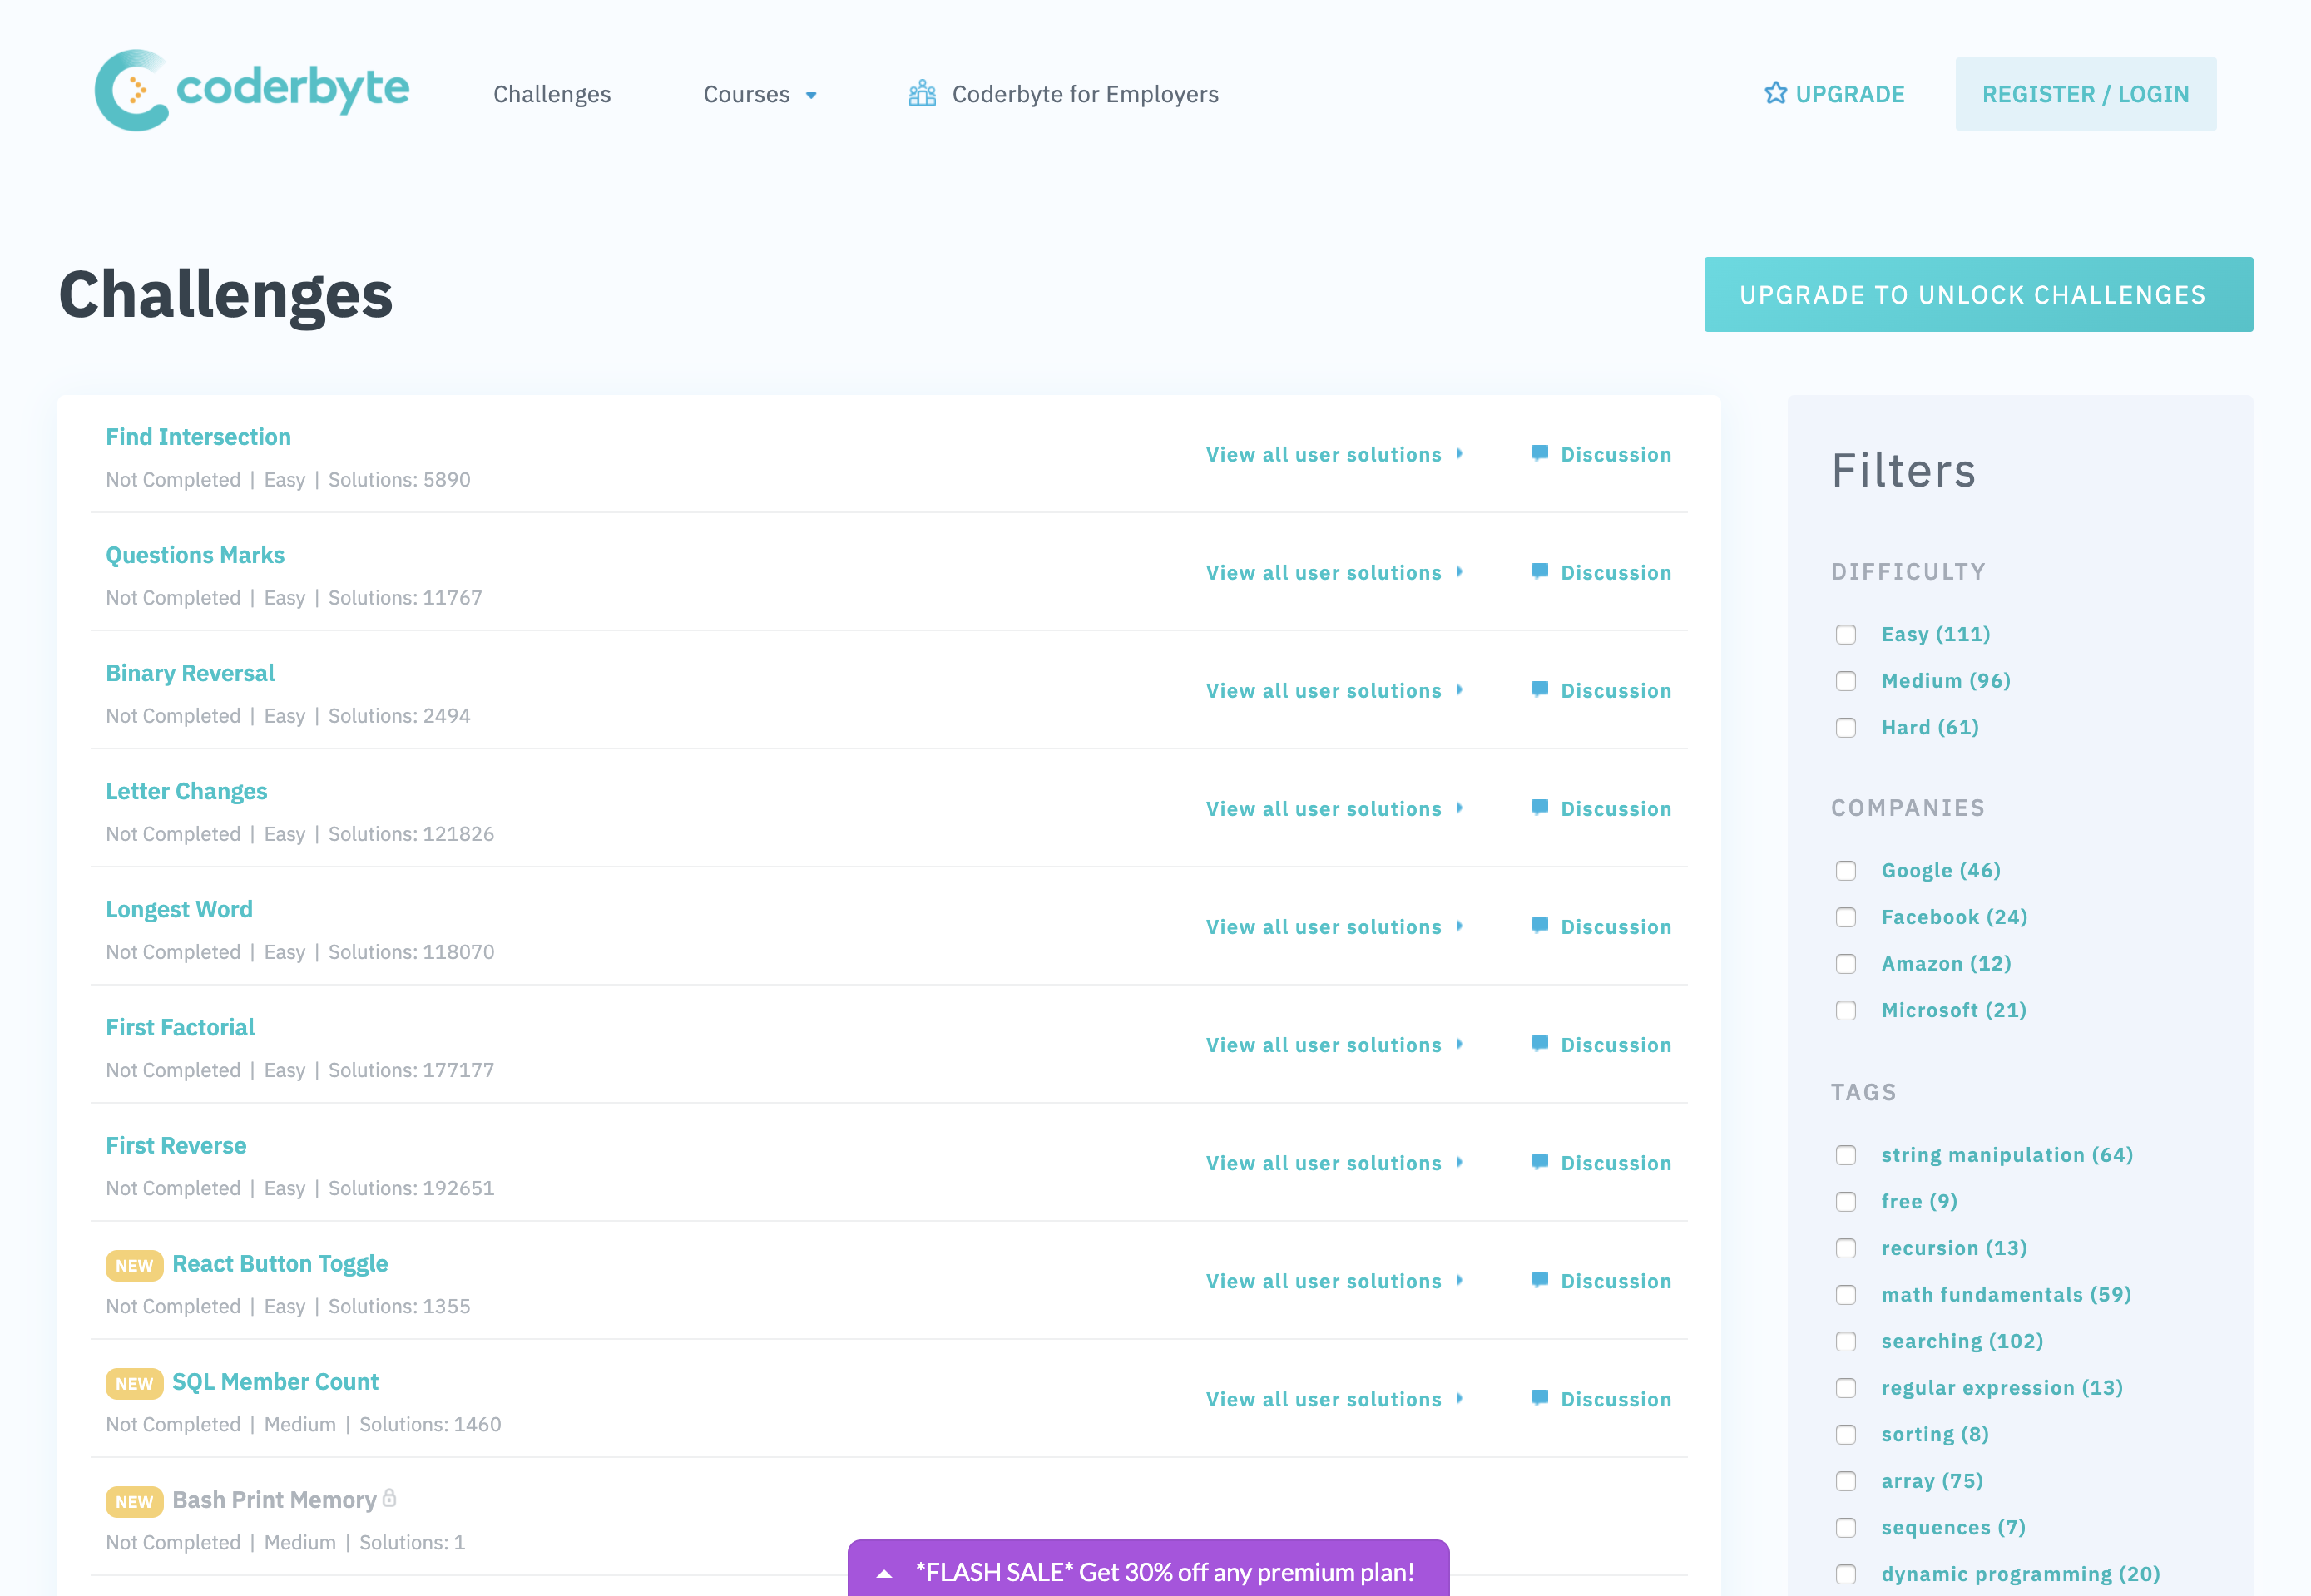 coderbyte
Challenges
Courses
Coderbyte for Employers
UPGRADE
REGISTER / LOGIN
Challenges
UPGRADE TO UNLOCK CHALLENGES
Find Intersection
Not Completed | Easy | Solutions: 5890
View all user solutions
Discussion
Questions Marks
Not Completed | Easy | Solutions: 11767
View all user solutions
Discussion
Binary Reversal
Not Completed | Easy | Solutions: 2494
View all user solutions
Discussion
Letter Changes
Not Completed | Easy | Solutions: 121826
View all user solutions
Discussion
Longest Word
Not Completed | Easy | Solutions: 118070
View all user solutions
Discussion
First Factorial
Not Completed | Easy | Solutions: 177177
View all user solutions
Discussion
First Reverse
Not Completed | Easy | Solutions: 192651
View all user solutions
Discussion
NEW React Button Toggle
Not Completed | Easy | Solutions: 1355
View all user solutions
Discussion
NEW SQL Member Count
Not Completed | Medium | Solutions: 1460
View all user solutions
Discussion
NEW Bash Print Memory
Not Completed | Medium | Solutions: 1
Filters
DIFFICULTY
Easy (111)
Medium (96)
Hard (61)
COMPANIES
Google (46)
Facebook (24)
Amazon (12)
Microsoft (21)
TAGS
string manipulation (64)
free (9)
recursion (13)
math fundamentals (59)
searching (102)
regular expression (13)
sorting (8)
array (75)
sequences (7)
dynamic programming (20)
*FLASH SALE* Get 30% off any premium plan!